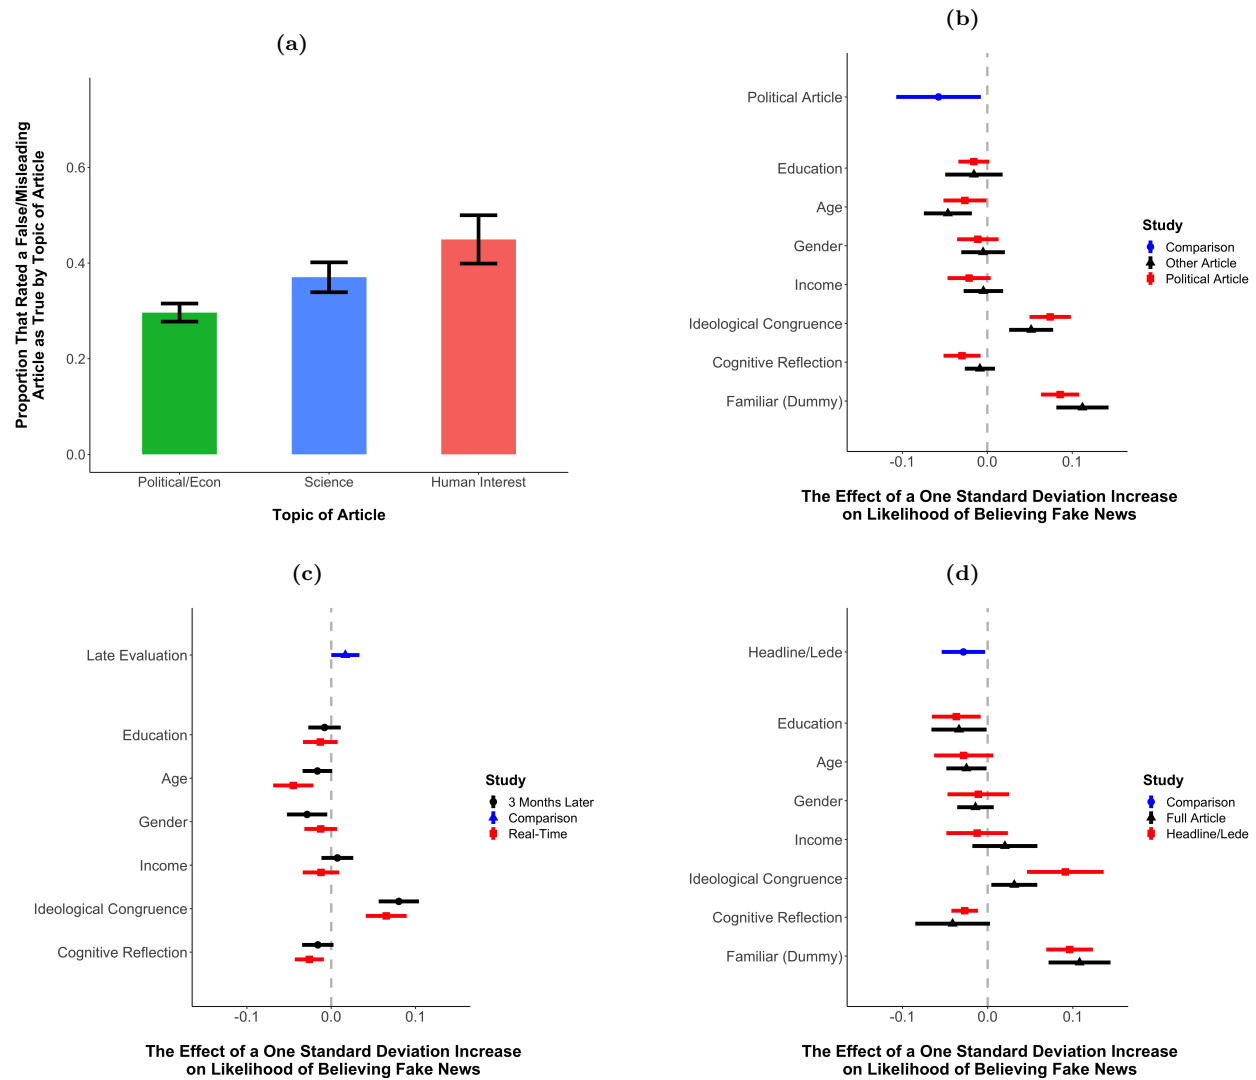 (a)
Proportion That Rated a False/Misleading
Article as True by Topic of Article
0.6
0.4
0.2
0.0
Political/Econ
Science
Human Interest
Topic of Article
(b)
Political Article
Education
Age
Gender
Income
Ideological Congruence
Cognitive Reflection
Familiar (Dummy)
-0.1
0.0
0.1
The Effect of a One Standard Deviation Increase
on Likelihood of Believing Fake News
Study
Comparison
Other Article
Political Article
(c)
Late Evaluation
Education
Age
Gender
Income
Ideological Congruence
Cognitive Reflection
-0.1
0.0
0.1
The Effect of a One Standard Deviation Increase
on Likelihood of Believing Fake News
Study
3 Months Later
Comparison
Real-Time
(d)
Headline/Lede
Education
Age
Gender
Income
Ideological Congruence
Cognitive Reflection
Familiar (Dummy)
-0.1
0.0
0.1
The Effect of a One Standard Deviation Increase
on Likelihood of Believing Fake News
Study
Comparison
Full Article
Headline/Lede